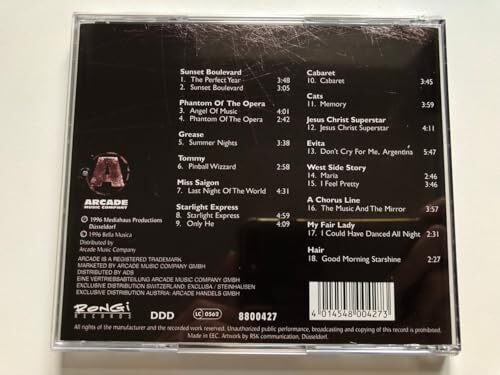 Sunset Boulevard
1. The Perfect Year 3:48
2. Sunset Boulevard 3:05
Phantom Of The Opera
3. Angel Of Music 4:01
4. Phantom Of The Opera 2:42
Grease
5. Summer Nights 3:38
Tommy
6. Pinball Wizzard 2:58
Miss Saigon
7. Last Night Of The World 4:31
Starlight Express
8. Starlight Express 4:59
9. Only He 4:09
Cabaret
10. Cabaret 3:45
Cats
11. Memory 3:59
Jesus Christ Superstar
12. Jesus Christ Superstar 4:11
Evita
13. Don't Cry For Me, Argentina 5:47
West Side Story
14. Maria 2:46
15. I Feel Pretty 3:36
A Chorus Line
16. The Music And The Mirror 3:57
My Fair Lady
17. I Could Have Danced All Night 3:41
Hair
18. Good Morning Starshine 2:27
A
ARCADE
MUSIC COMPANY
℗ 1996 Mediahaus Productions
Düsseldorf
© 1996 Bella Musica
Distributed by
Arcade Music Company
ARCADE IS A REGISTERED TRADEMARK
MARKETED BY ARCADE MUSIC COMPANY GMBH
DISTRIBUTED BY ADS
EINE VERTRIEBSABTEILUNG ARCADE MUSIC COMPANY GMBH
EXCLUSIVE DISTRIBUTION SWITZERLAND: EXCLUSA / STEINHAUSEN
EXCLUSIVE DISTRIBUTION AUSTRIA: ARCADE HANDELS GMBH
RONGI
RECORDS
DDD
LC 0562
8800427
4 014548 004273
All rights of the manufacturer and the recorded work reserved. Unauthorized public performance, broadcasting and copying of this record is prohibited.
Made in EEC. Artwork by RSK communication, Düsseldorf.